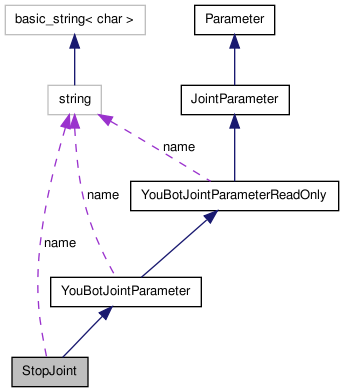 basic_string< char >
Parameter
string
JointParameter
name
YouBotJointParameterReadOnly
name
name
YouBotJointParameter
StopJoint